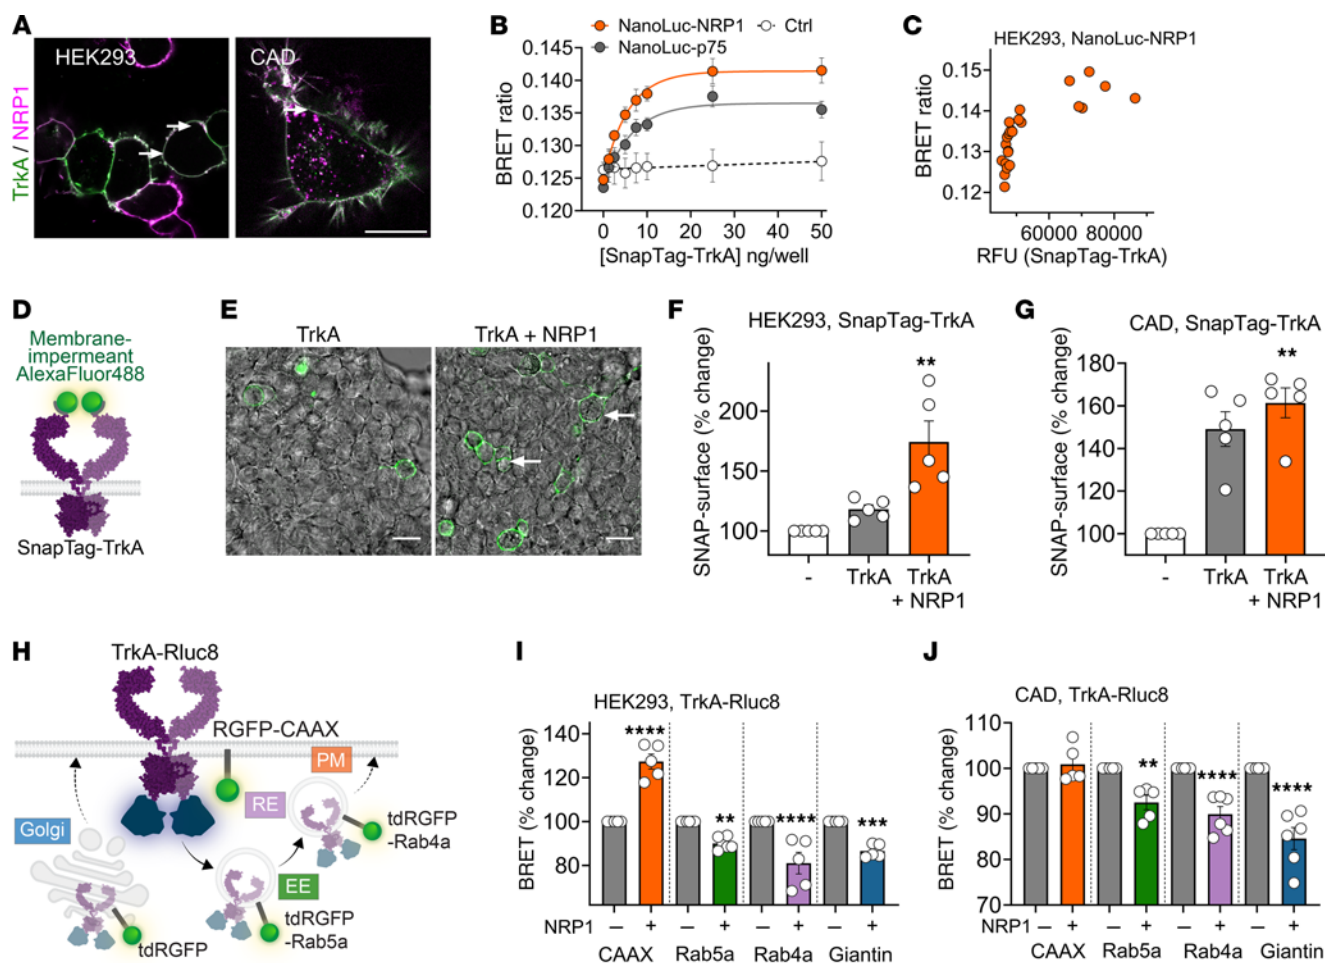 A
TrkA / NRP1
HEK293
CAD
B
NanoLuc-NRP1
Ctrl
NanoLuc-p75
BRET ratio
0.145
0.140
0.135
0.130
0.125
0.120
0 10 20 30 40 50
[SnapTag-TrkA] ng/well
C
HEK293, NanoLuc-NRP1
BRET ratio
0.15
0.14
0.13
0.12
60000 80000
RFU (SnapTag-TrkA)
D
Membrane-
impermeant
AlexaFluor488
SnapTag-TrkA
E
TrkA
TrkA + NRP1
F
HEK293, SnapTag-TrkA
SNAP-surface (% change)
200
150
100
**
- TrkA TrkA
+ NRP1
G
CAD, SnapTag-TrkA
SNAP-surface (% change)
180
160
140
120
100
**
- TrkA TrkA
+ NRP1
H
TrkA-Rluc8
RGFP-CAAX
PM
RE
Golgi
tdRGFP
-Rab4a
EE
tdRGFP
-Rab5a
tdRGFP
I
HEK293, TrkA-Rluc8
BRET (% change)
140
120
100
80
**** ** **** ***
NRP1 – + – + – + – +
CAAX Rab5a Rab4a Giantin
J
CAD, TrkA-Rluc8
BRET (% change)
110
100
90
80
70
** **** ****
NRP1 – + – + – + – +
CAAX Rab5a Rab4a Giantin